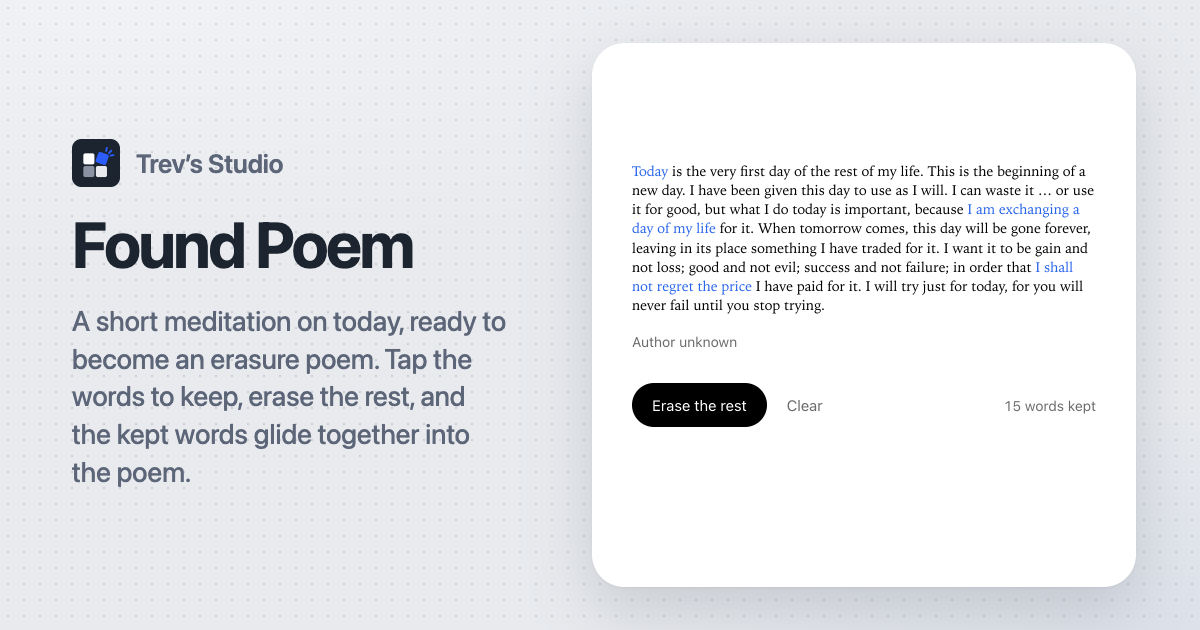 Trev’s Studio
Found Poem
A short meditation on today, ready to
become an erasure poem. Tap the
words to keep, erase the rest, and
the kept words glide together into
the poem.
Today is the very first day of the rest of my life. This is the beginning of a
new day. I have been given this day to use as I will. I can waste it … or use
it for good, but what I do today is important, because I am exchanging a
day of my life for it. When tomorrow comes, this day will be gone forever,
leaving in its place something I have traded for it. I want it to be gain and
not loss; good and not evil; success and not failure; in order that I shall
not regret the price I have paid for it. I will try just for today, for you will
never fail until you stop trying.
Author unknown
Erase the rest
Clear
15 words kept